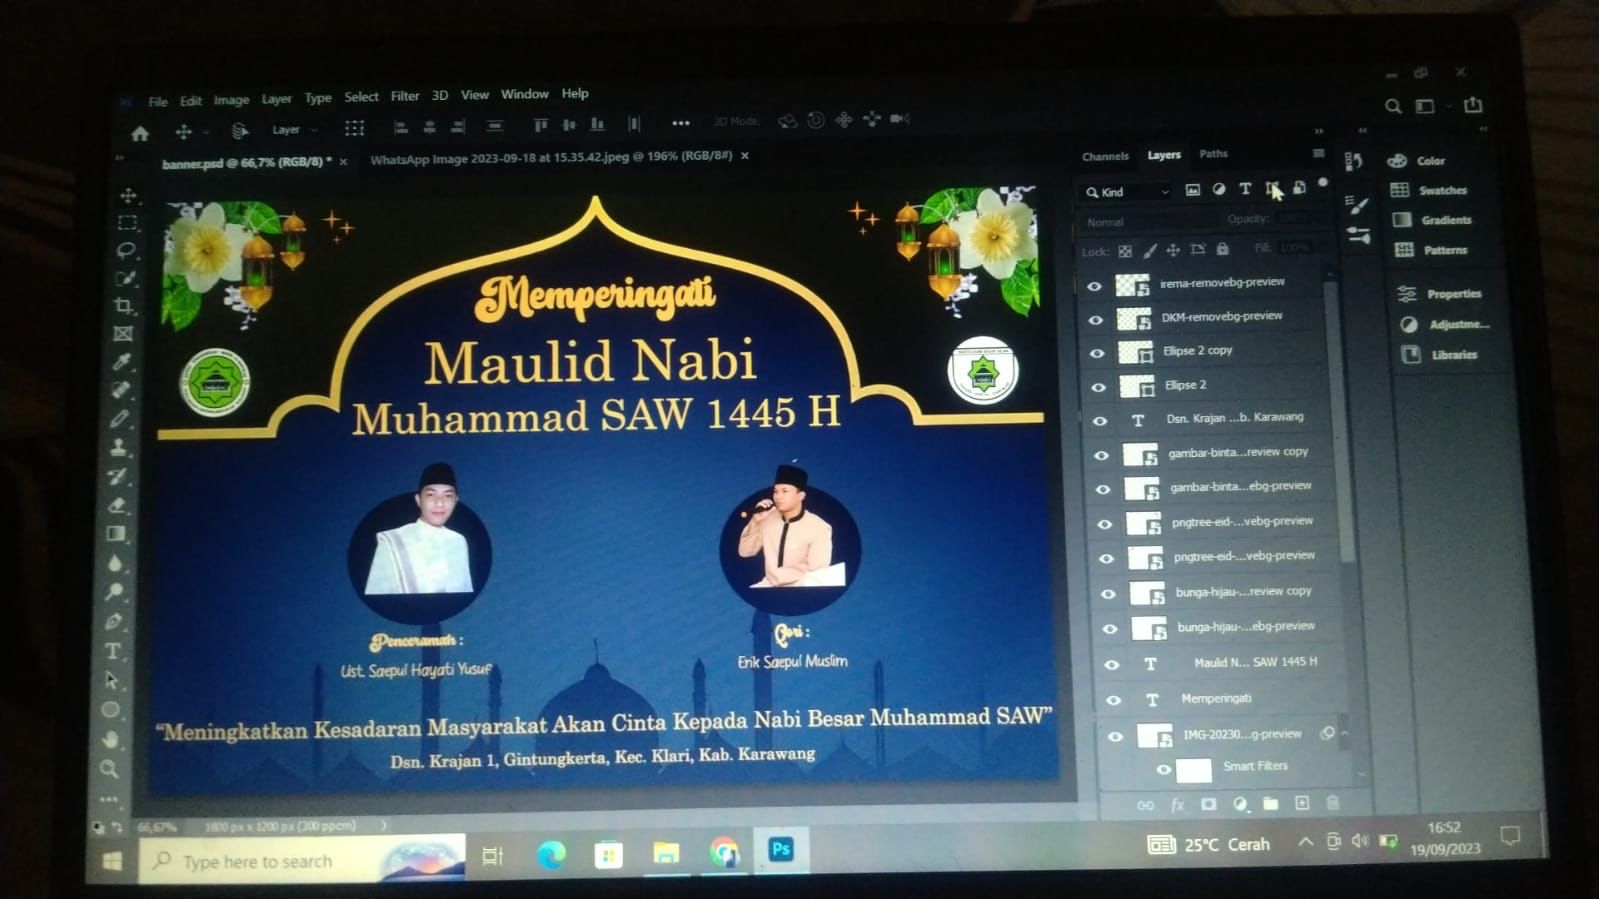 File Edit Image Layer Type Select Filter 3D View Window Help
Layer
3D Mode:
banner.psd @ 66,7% (RGB/8) *
WhatsApp Image 2023-09-18 at 15.35.42.jpeg @ 196% (RGB/8#)
Memperingati
Maulid Nabi
Muhammad SAW 1445 H
Penceramah :
Ust. Saepul Hayati Yusuf
Qori :
Erik Saepul Muslim
“Meningkatkan Kesadaran Masyarakat Akan Cinta Kepada Nabi Besar Muhammad SAW”
Dsn. Krajan 1, Gintungkerta, Kec. Klari, Kab. Karawang
Channels Layers Paths
Kind
Normal Opacity: 100%
Lock: Fill: 100%
irema-removebg-preview
DKM-removebg-preview
Ellipse 2 copy
Ellipse 2
Dsn. Krajan ...b. Karawang
gambar-binta...review copy
gambar-binta...ebg-preview
pngtree-eid-...vebg-preview
pngtree-eid-...vebg-preview
bunga-hijau-...review copy
bunga-hijau-...ebg-preview
Maulid N... SAW 1445 H
Memperingati
IMG-20230...g-preview
Smart Filters
fx
Color
Swatches
Gradients
Patterns
Properties
Adjustme...
Libraries
66,67% 1800 px x 1200 px (300 ppcm)
Type here to search
Ps
25°C Cerah
16:52
19/09/2023